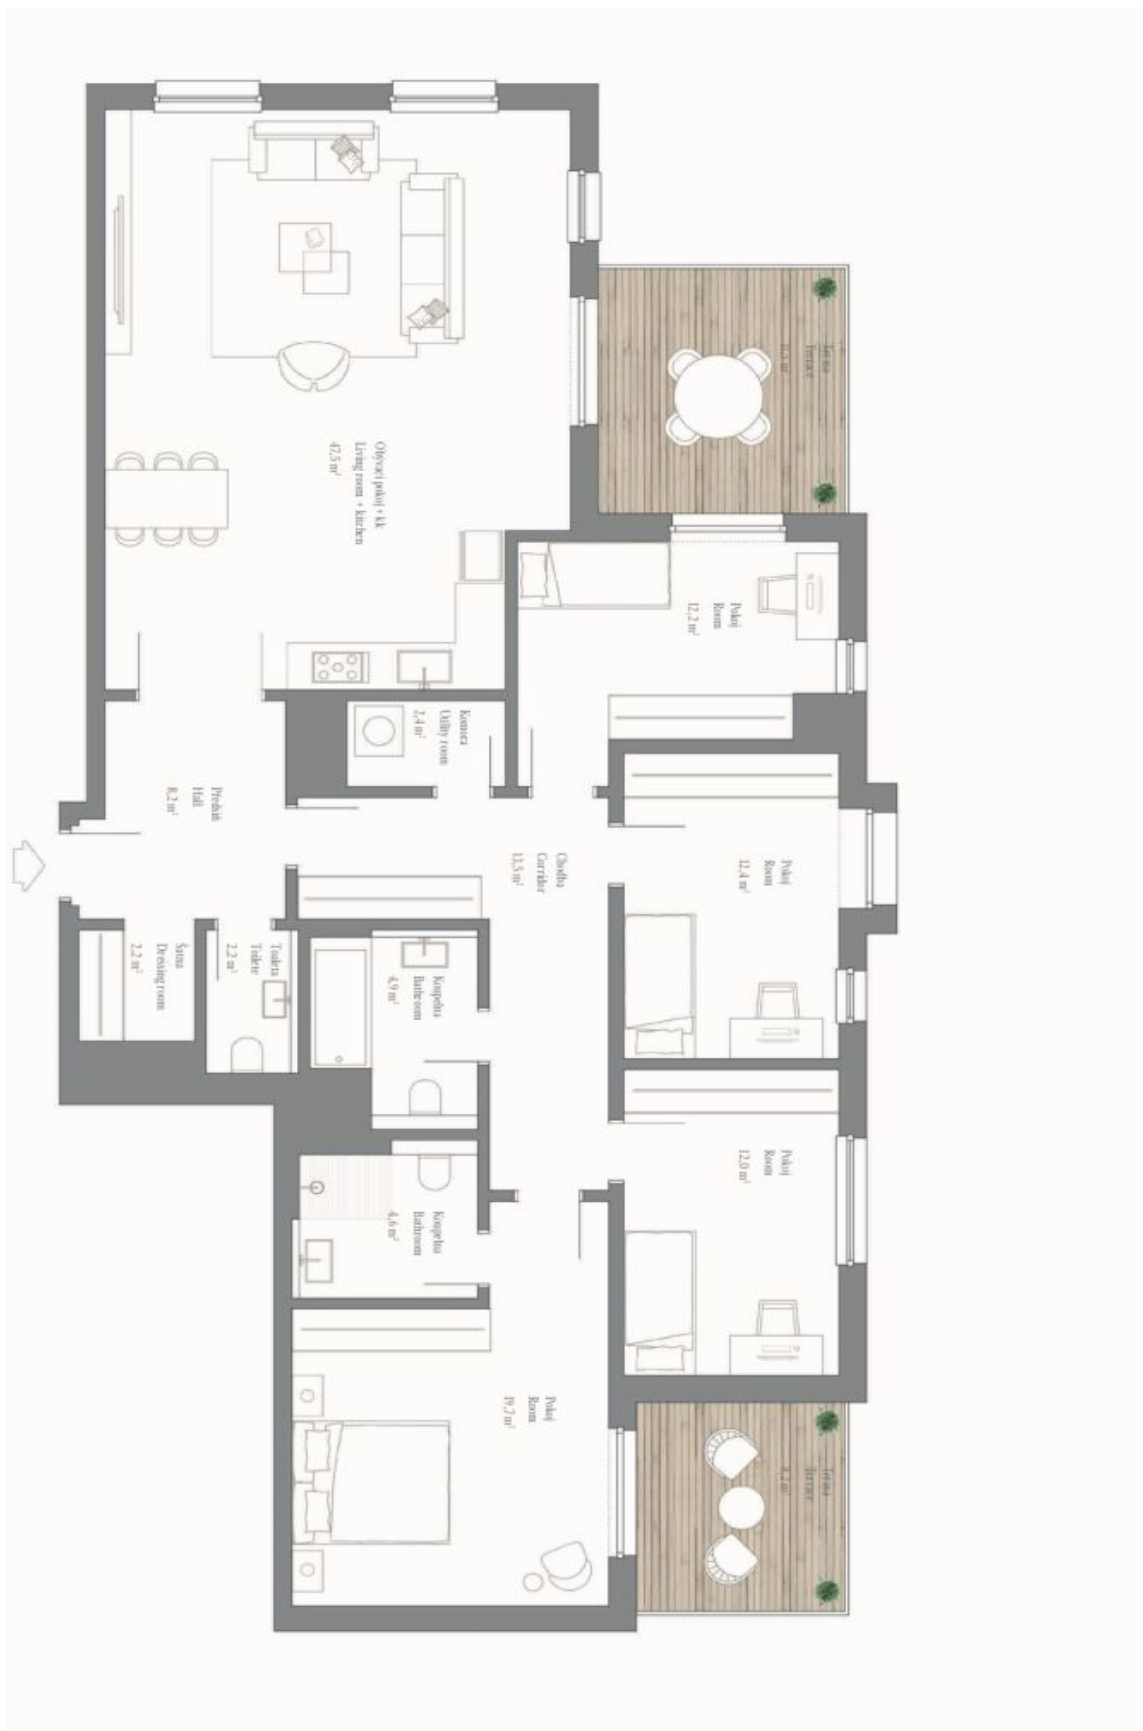 Obývací pokoj + kk
Living room + kitchen
47,5 m²
Terasa
Terrace
Pokoj
Room
12,2 m²
Komora
Utility room
2,4 m²
Předsíň
Hall
8,2 m²
Chodba
Corridor
13,5 m²
Pokoj
Room
12,4 m²
Šatna
Dressing room
2,2 m²
Toaleta
Toilete
2,2 m²
Koupelna
Bathroom
4,9 m²
Pokoj
Room
12,0 m²
Koupelna
Bathroom
4,6 m²
Pokoj
Room
19,7 m²
Terasa
Terrace